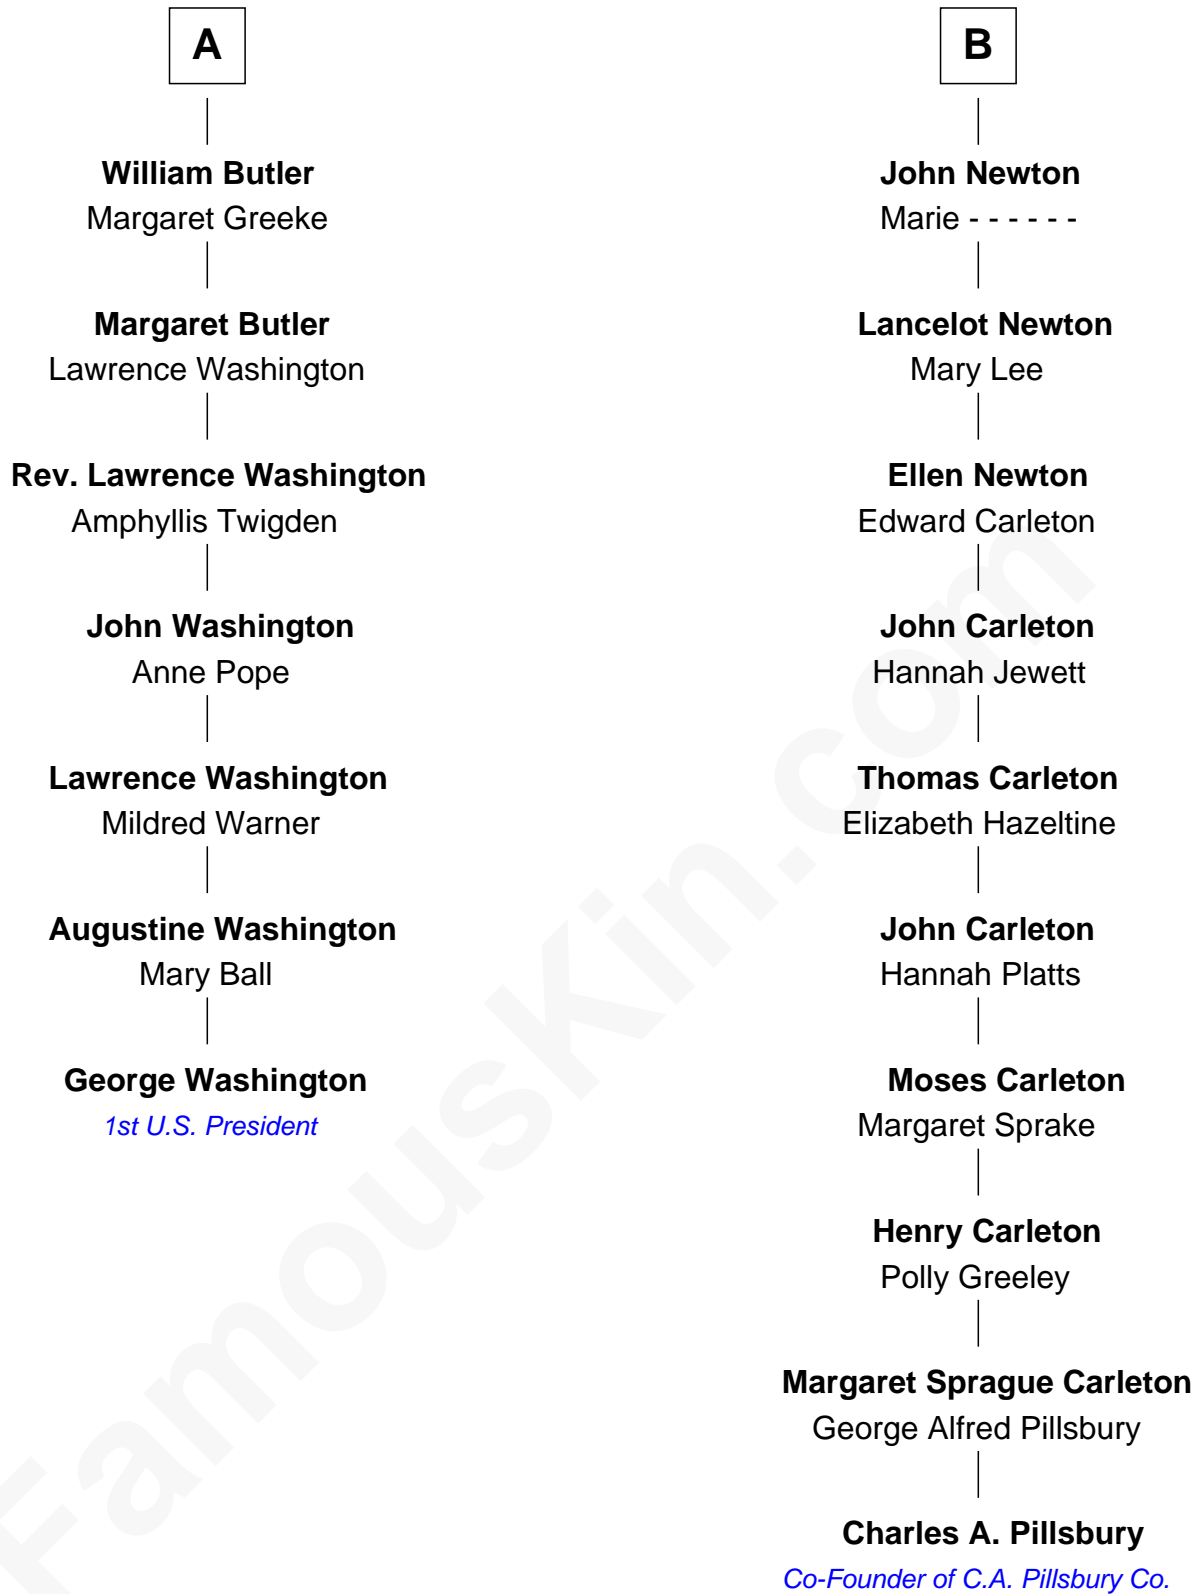 A
William Butler
Margaret Greeke
Margaret Butler
Lawrence Washington
Rev. Lawrence Washington
Amphyllis Twigden
John Washington
Anne Pope
Lawrence Washington
Mildred Warner
Augustine Washington
Mary Ball
George Washington
1st U.S. President
B
John Newton
Marie - - - - - -
Lancelot Newton
Mary Lee
Ellen Newton
Edward Carleton
John Carleton
Hannah Jewett
Thomas Carleton
Elizabeth Hazeltine
John Carleton
Hannah Platts
Moses Carleton
Margaret Sprake
Henry Carleton
Polly Greeley
Margaret Sprague Carleton
George Alfred Pillsbury
Charles A. Pillsbury
Co-Founder of C.A. Pillsbury Co.
FamousKin.com